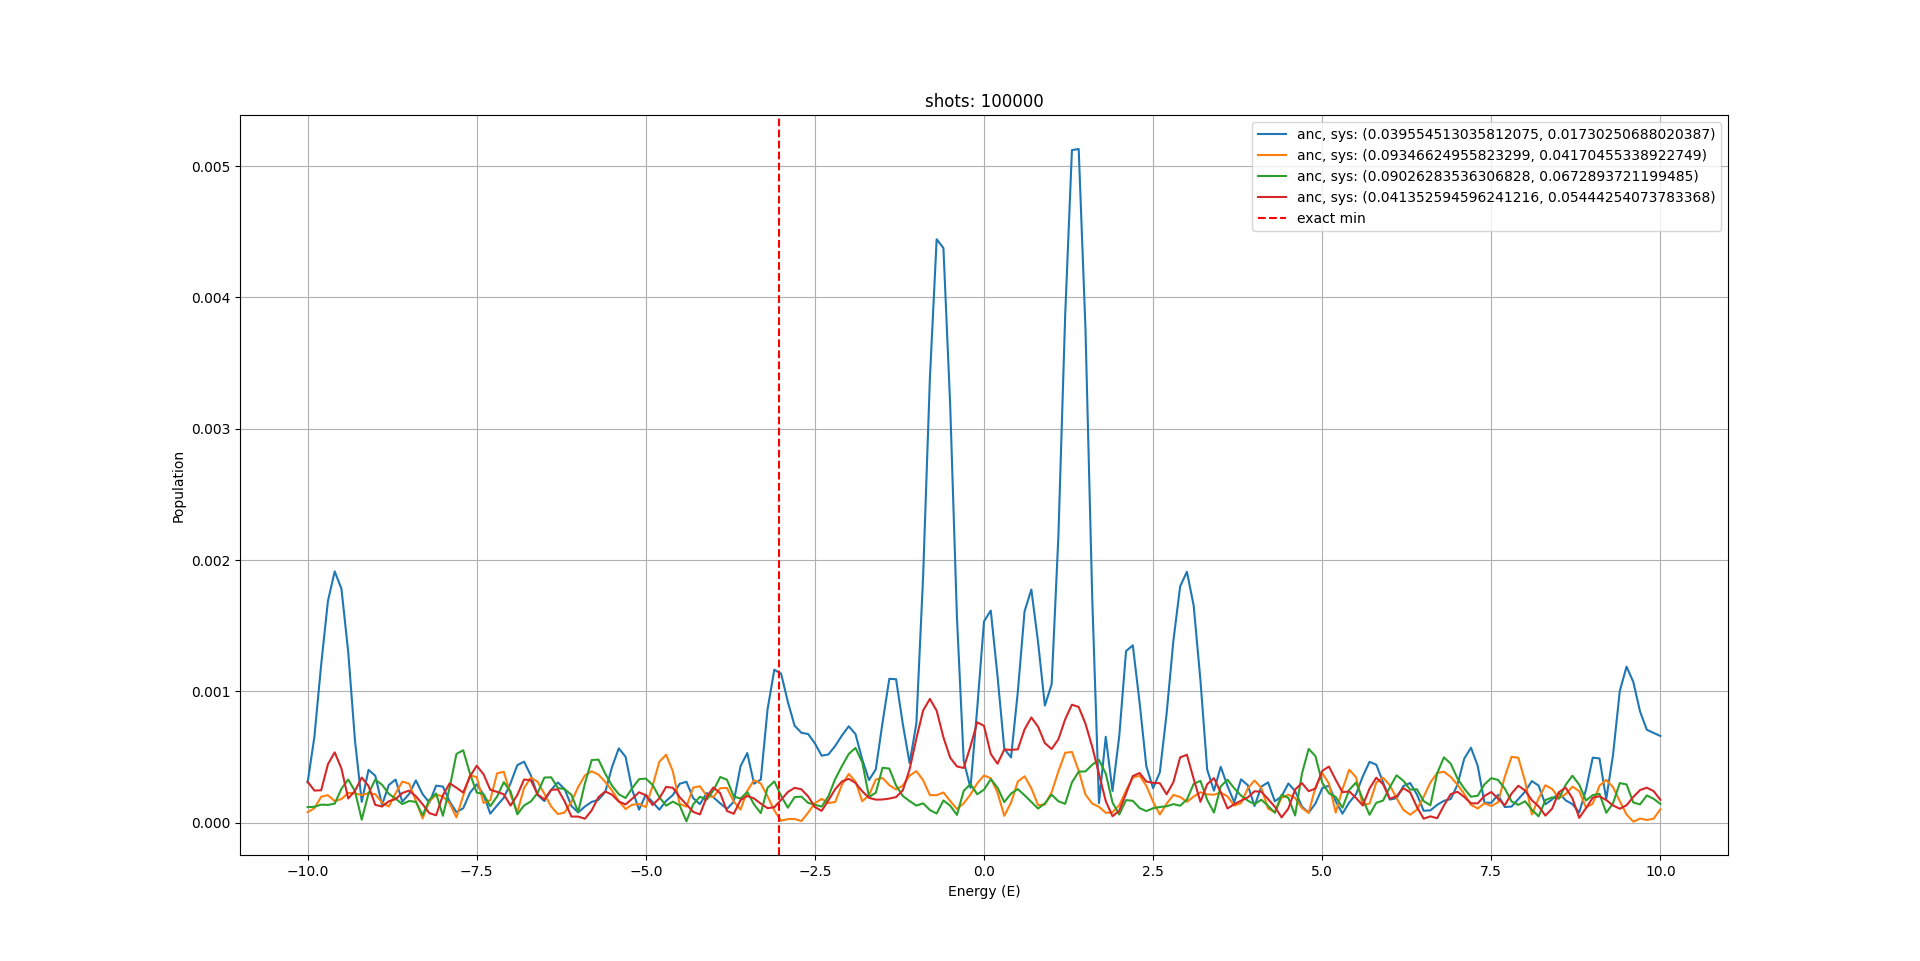 shots: 100000
anc, sys: (0.039554513035812075, 0.01730250688020387)
anc, sys: (0.09346624955823299, 0.04170455338922749)
anc, sys: (0.09026283536306828, 0.0672893721199485)
anc, sys: (0.041352594596241216, 0.05444254073783368)
exact min
0.005
0.004
0.003
0.002
0.001
0.000
Population
−10.0 −7.5 −5.0 −2.5 0.0 2.5 5.0 7.5 10.0
Energy (E)